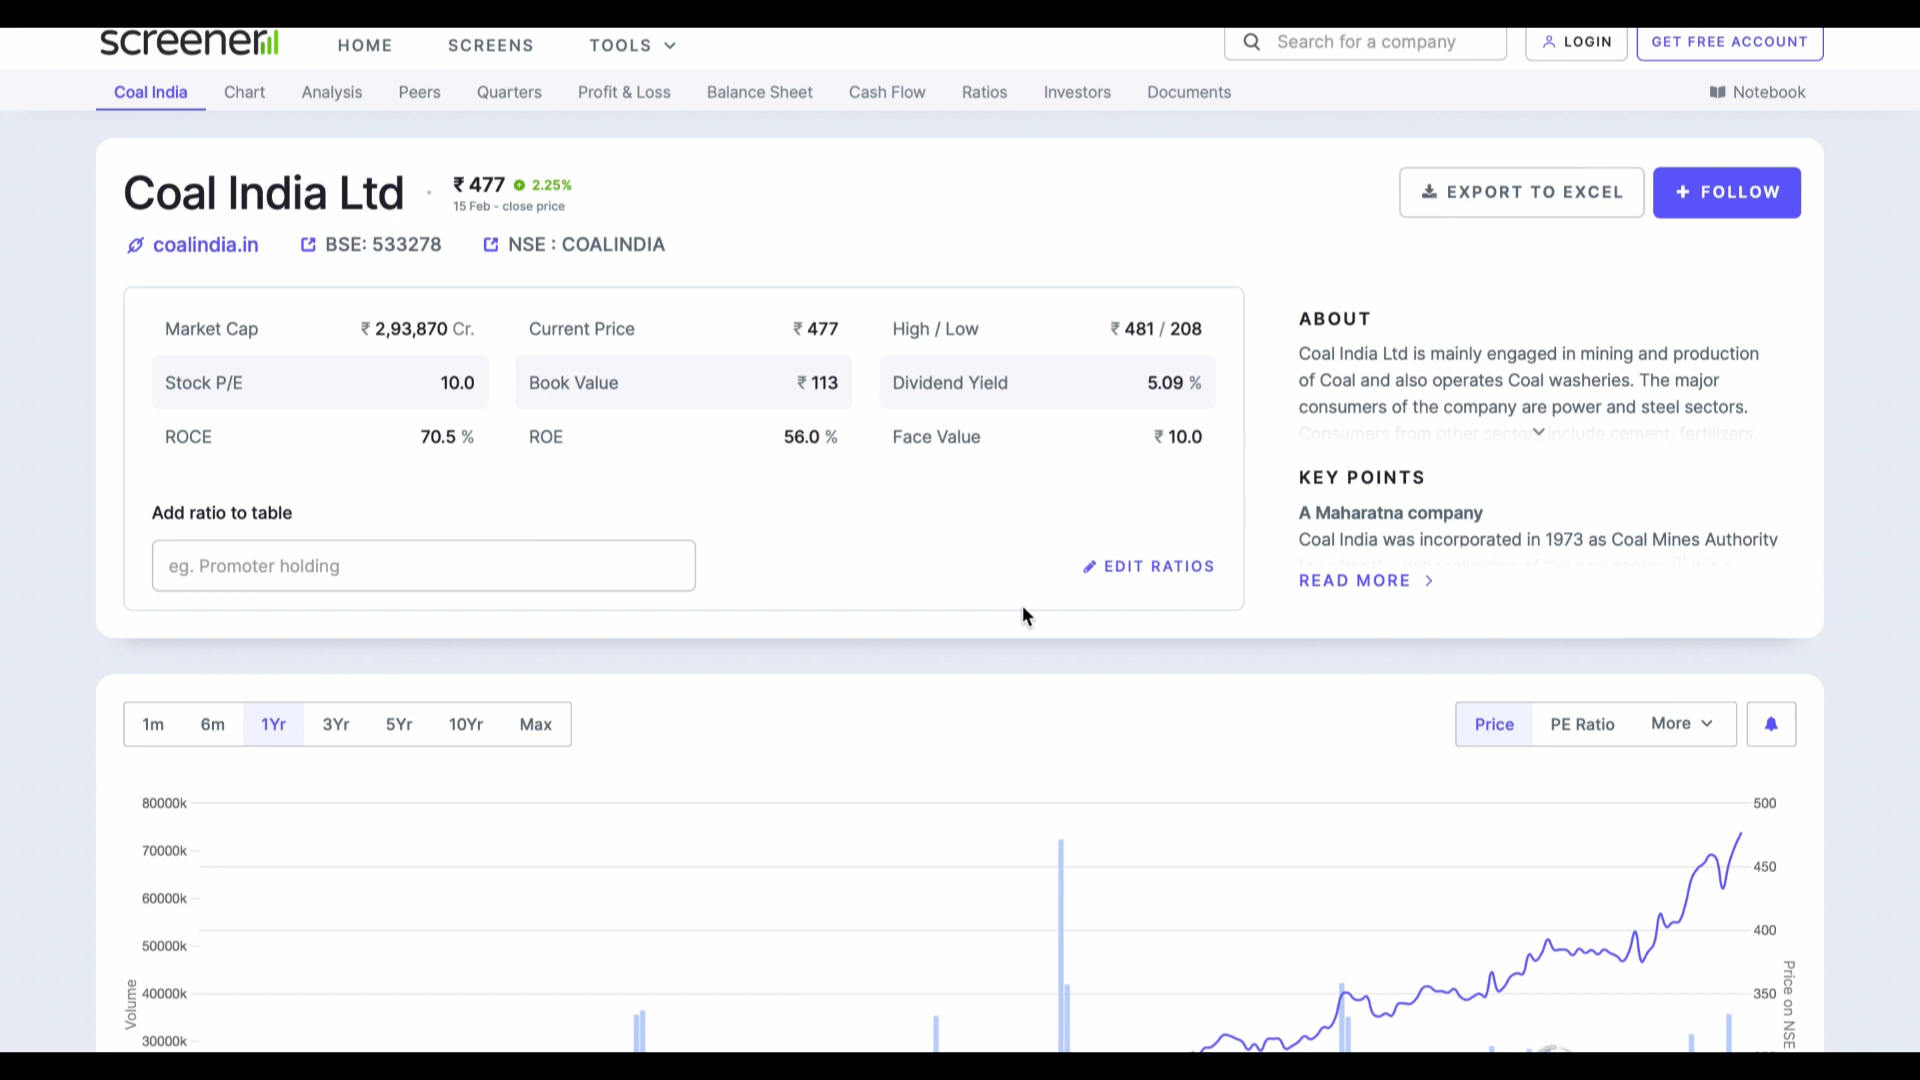 screener
HOME
SCREENS
TOOLS
Search for a company
LOGIN
GET FREE ACCOUNT
Coal India
Chart
Analysis
Peers
Quarters
Profit & Loss
Balance Sheet
Cash Flow
Ratios
Investors
Documents
Notebook
Coal India Ltd
₹ 477 2.25%
15 Feb - close price
EXPORT TO EXCEL
+ FOLLOW
coalindia.in
BSE: 533278
NSE : COALINDIA
Market Cap ₹ 2,93,870 Cr.
Current Price ₹ 477
High / Low ₹ 481 / 208
Stock P/E 10.0
Book Value ₹ 113
Dividend Yield 5.09 %
ROCE 70.5 %
ROE 56.0 %
Face Value ₹ 10.0
Add ratio to table
eg. Promoter holding
EDIT RATIOS
ABOUT
Coal India Ltd is mainly engaged in mining and production
of Coal and also operates Coal washeries. The major
consumers of the company are power and steel sectors.
Consumers from other sectors include cement, fertilizers,
KEY POINTS
A Maharatna company
Coal India was incorporated in 1973 as Coal Mines Authority
READ MORE
1m
6m
1Yr
3Yr
5Yr
10Yr
Max
Price
PE Ratio
More
80000k
70000k
60000k
50000k
40000k
30000k
Volume
500
450
400
350
Price on NSE